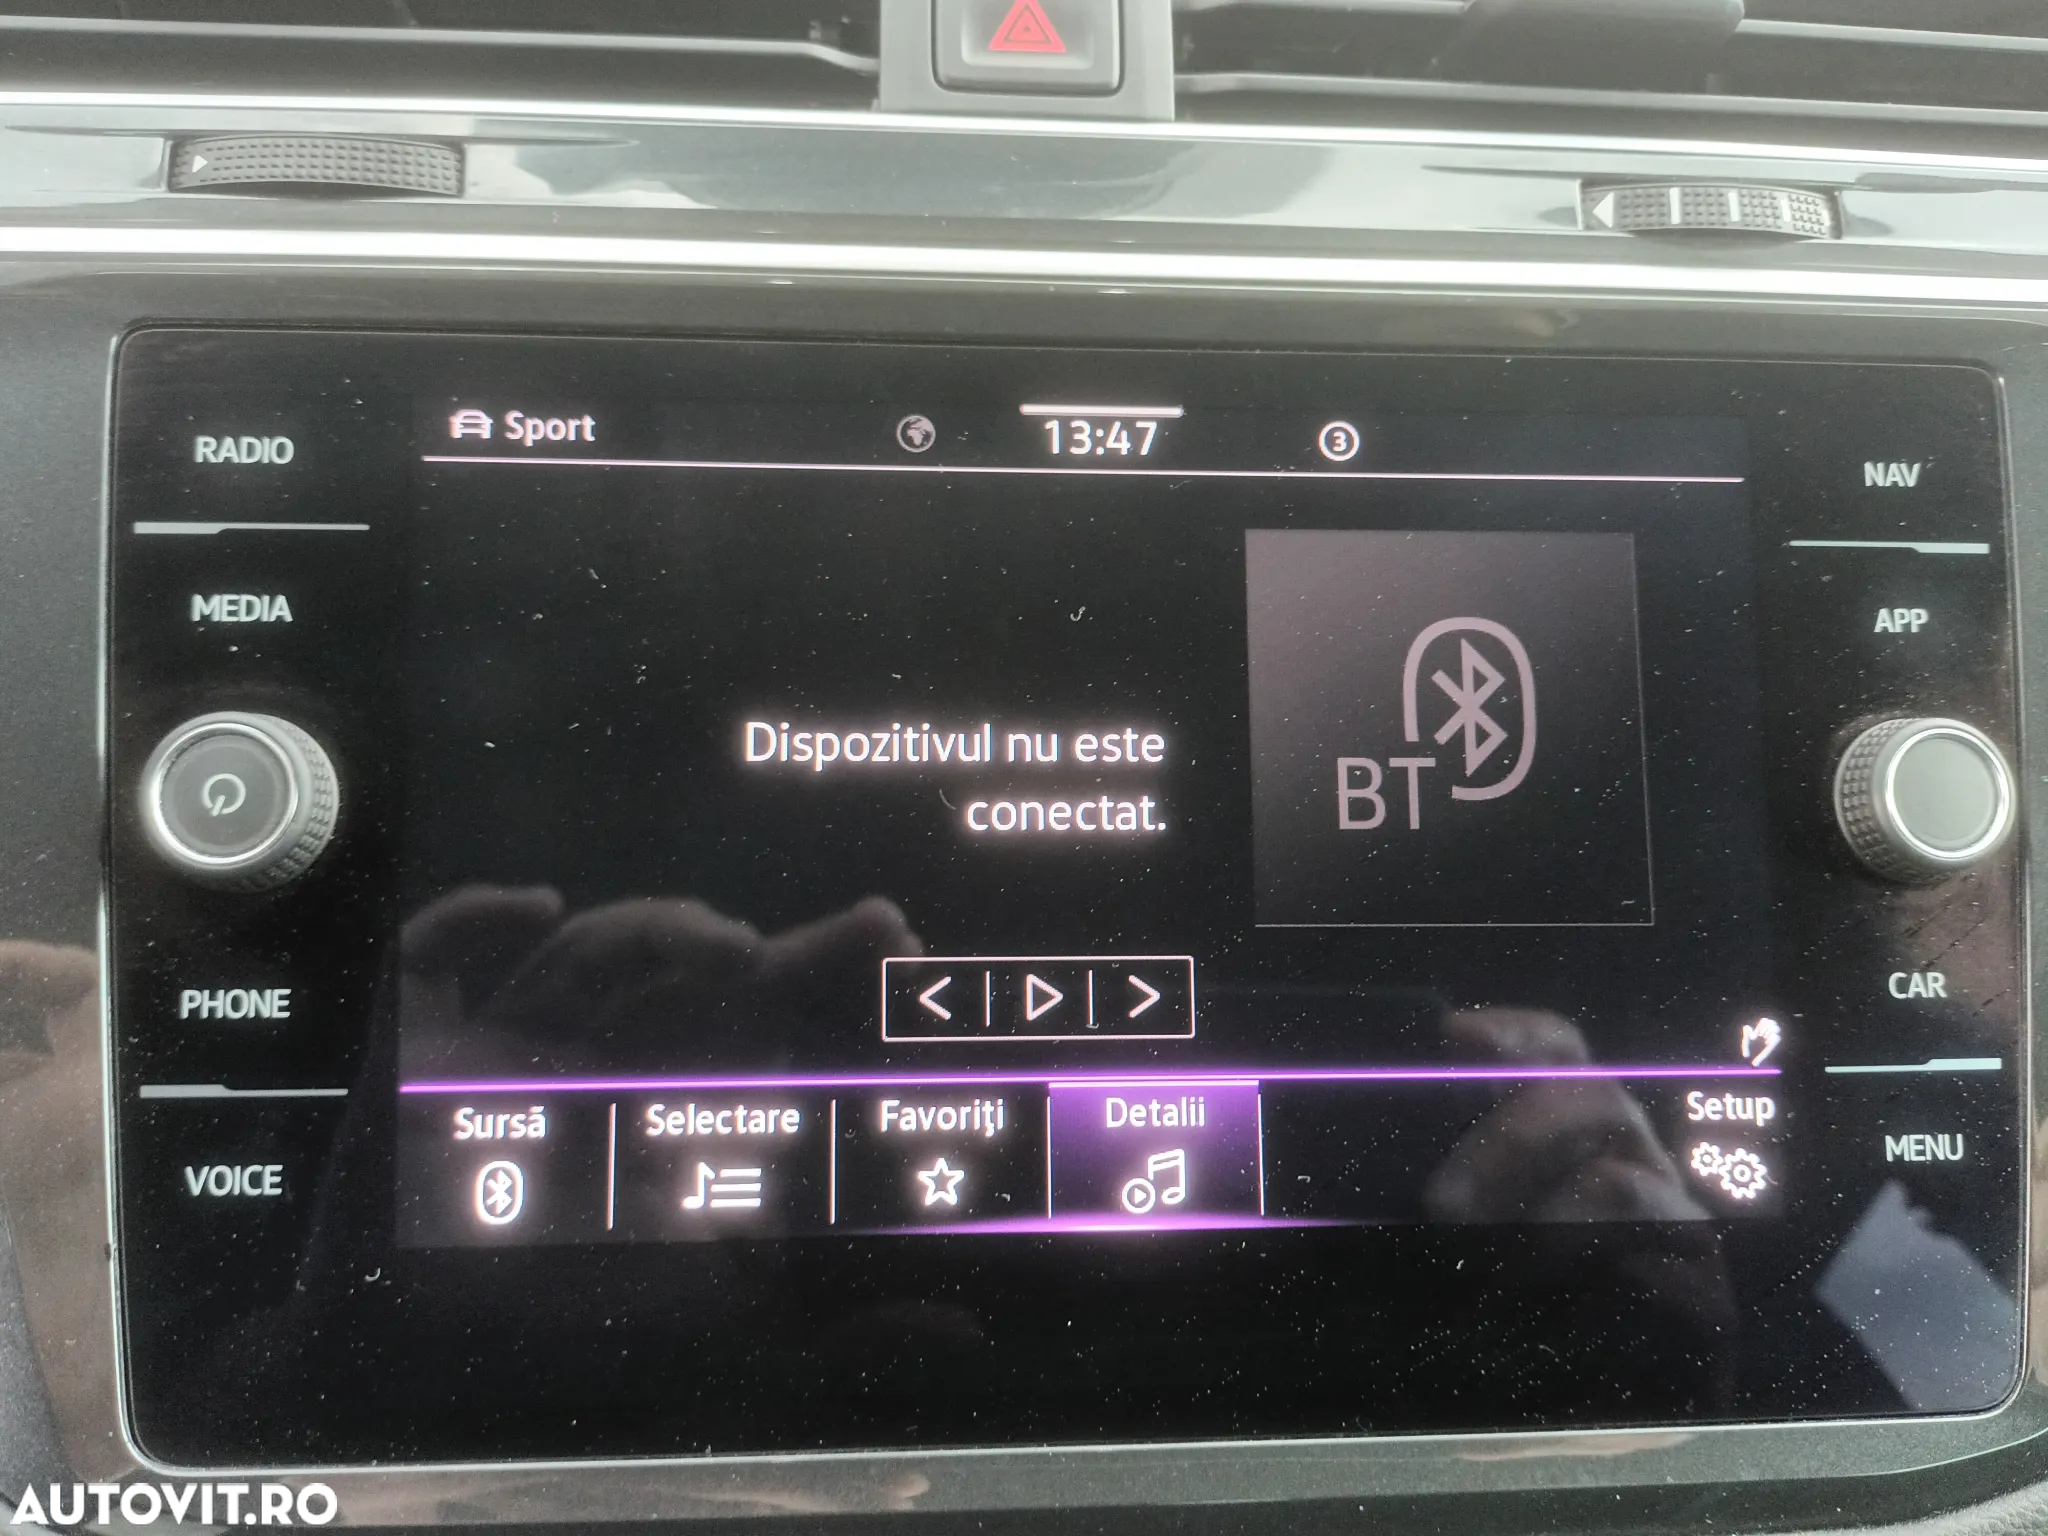 RADIO
MEDIA
PHONE
VOICE
Sport
13:47
3
Dispozitivul nu este
conectat.
BT
Sursă
Selectare
Favoriţi
Detalii
Setup
NAV
APP
CAR
MENU
AUTOVIT.RO